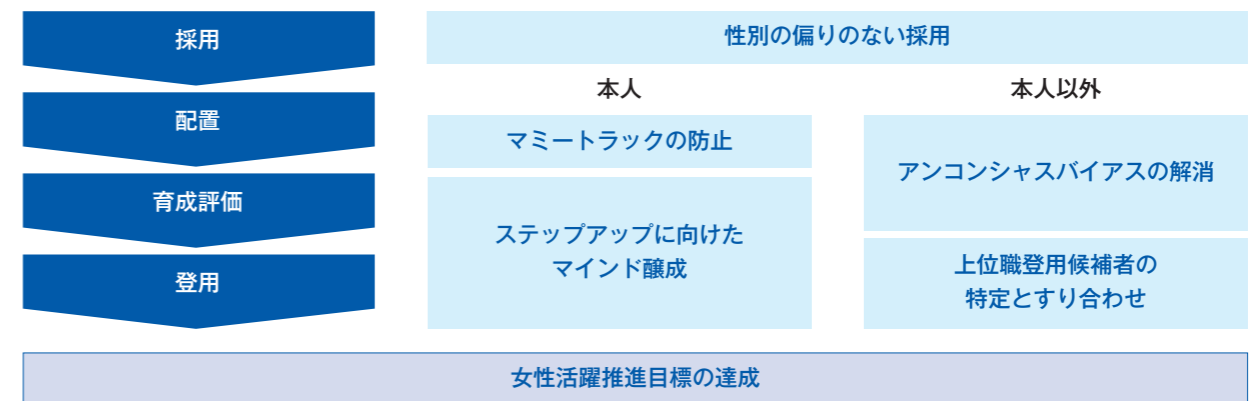 採用
性別の偏りのない採用
本人
本人以外
配置
マミートラックの防止
アンコンシャスバイアスの解消
育成評価
ステップアップに向けた
マインド醸成
登用
上位職登用候補者の
特定とすり合わせ
女性活躍推進目標の達成